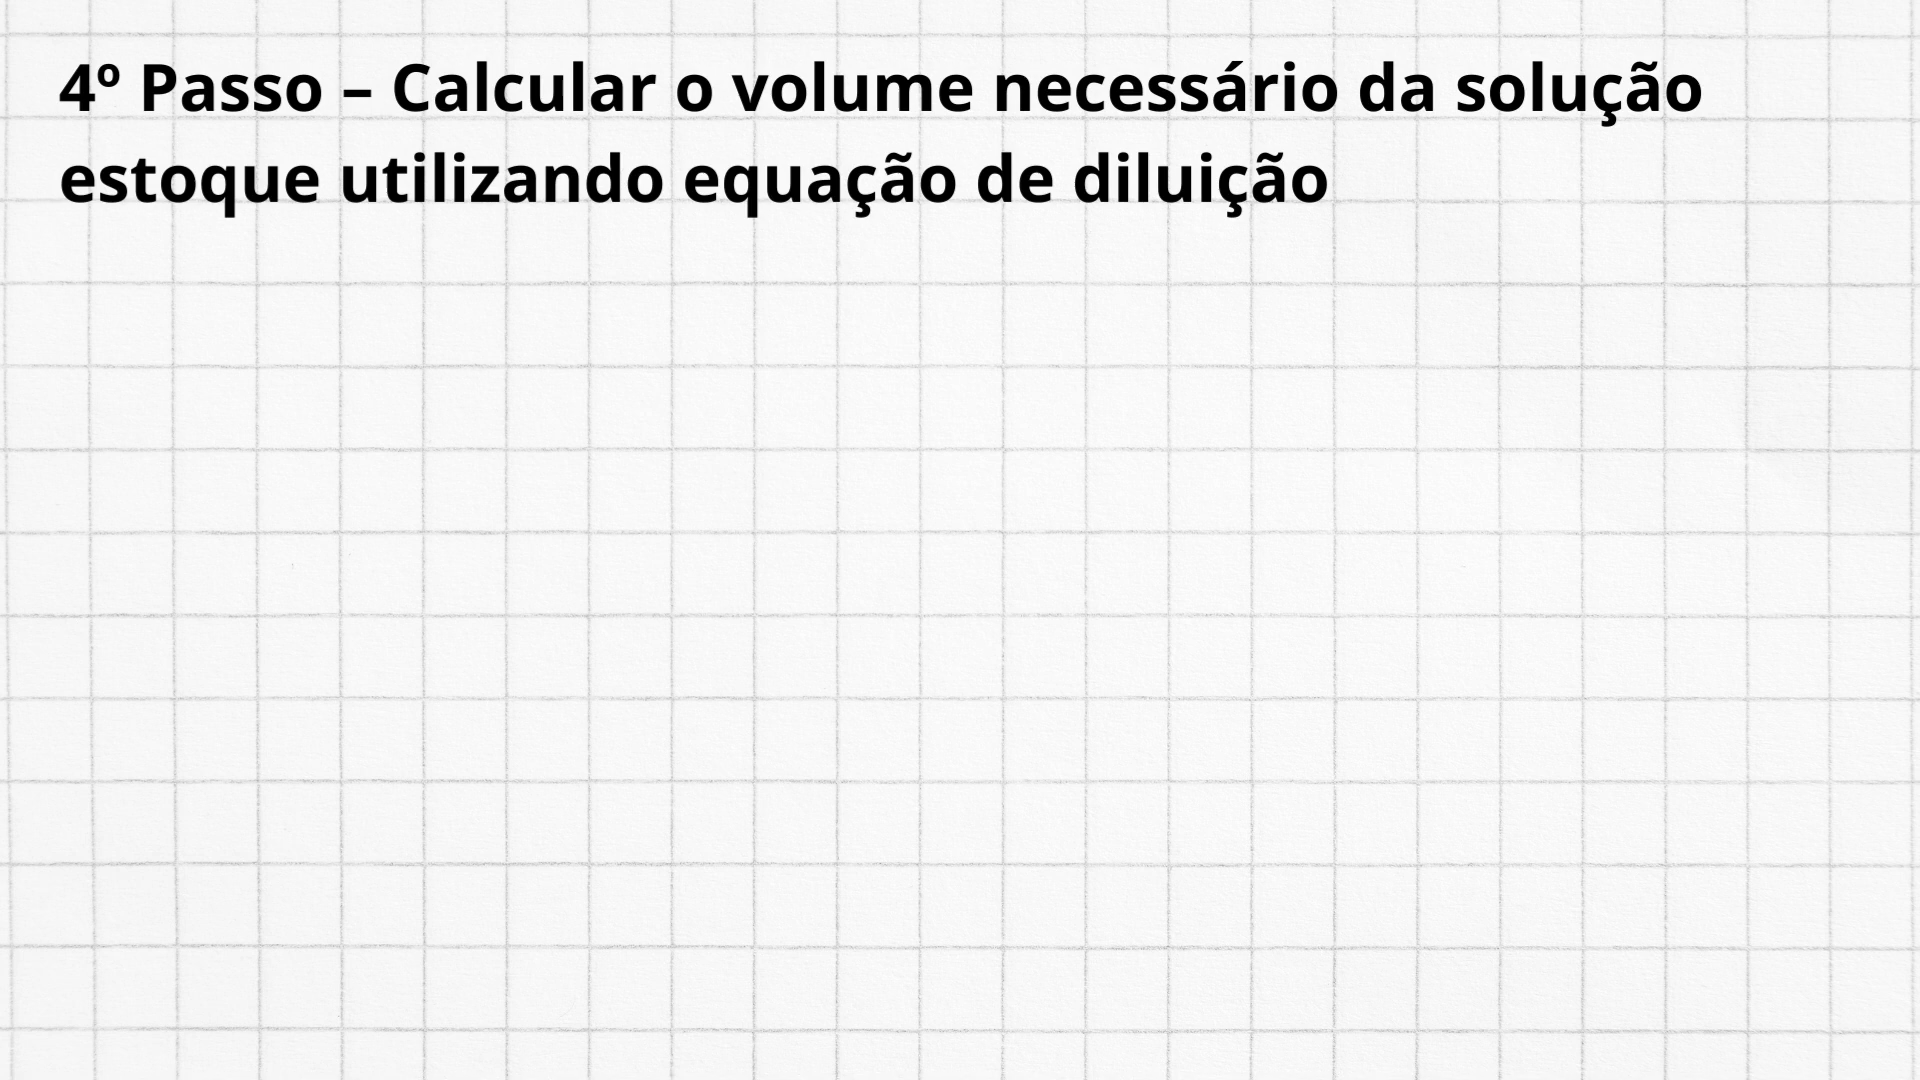 4º Passo – Calcular o volume necessário da solução
estoque utilizando equação de diluição